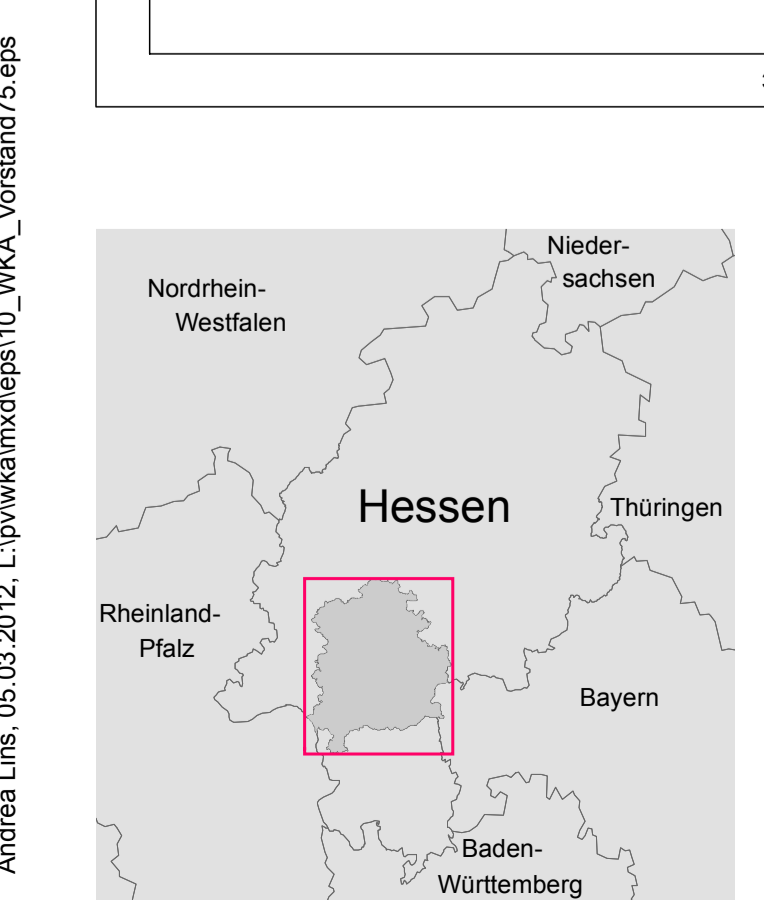 Andrea Lins, 05.03.2012, L:\pv\wka\mxd\eps\10_WKA_Vorstand75.eps
Nieder-
sachsen
Nordrhein-
Westfalen
Hessen
Thüringen
Rheinland-
Pfalz
Bayern
Baden-
Württemberg